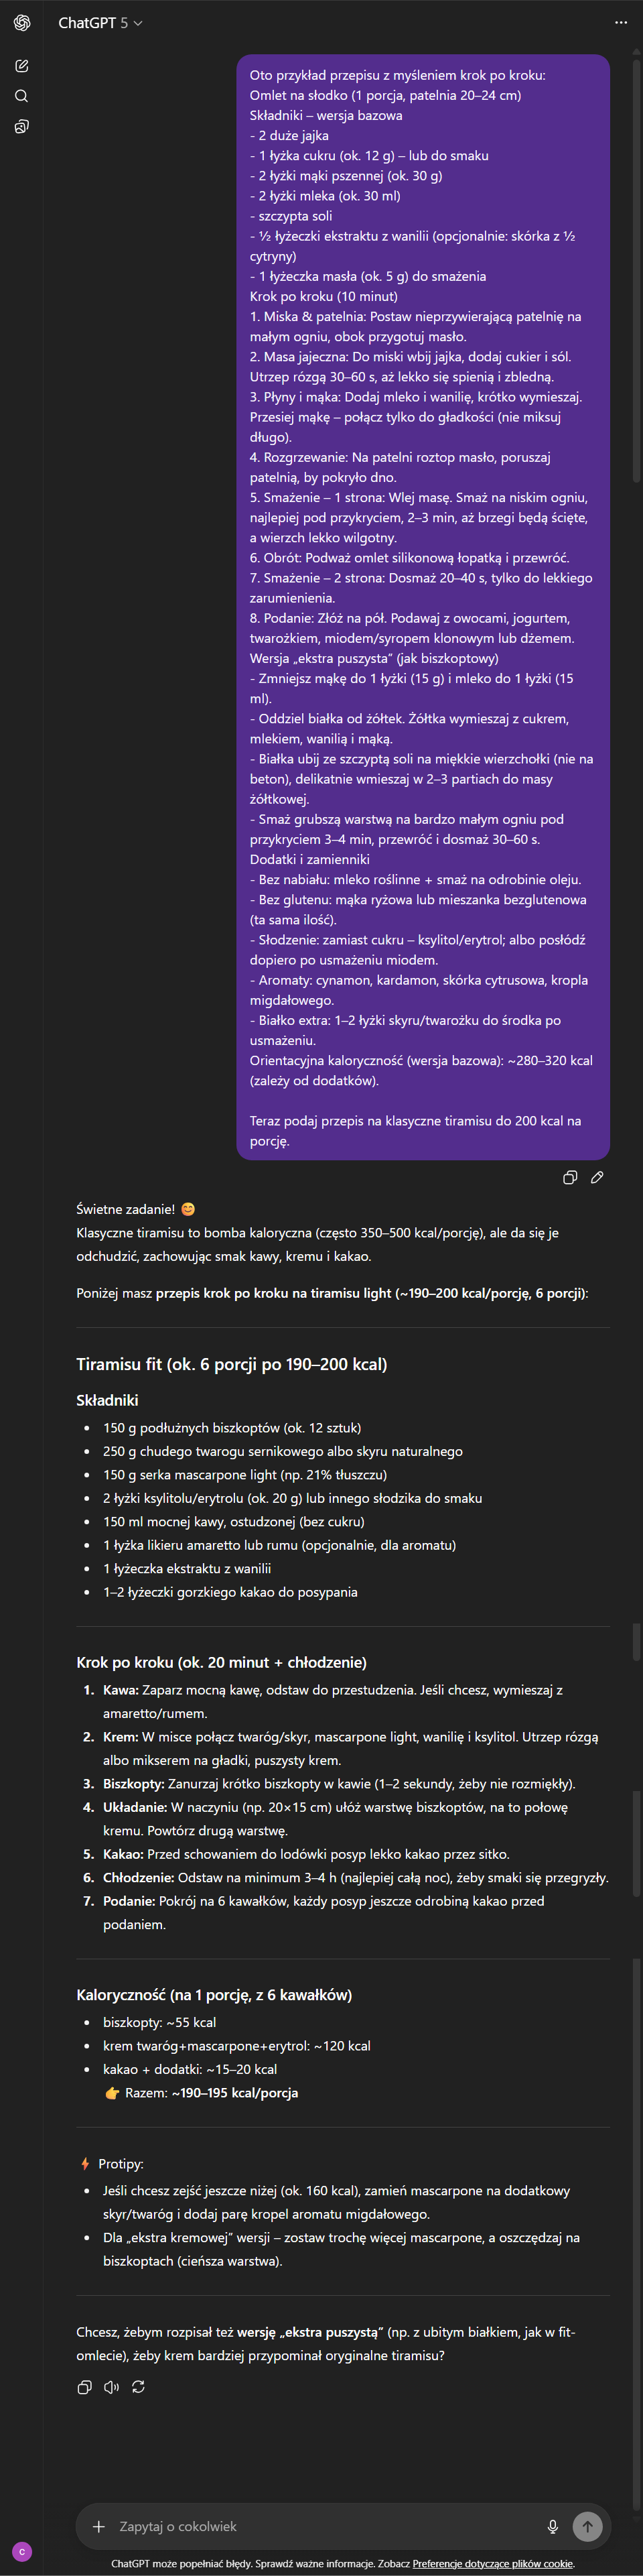 ChatGPT 5
Oto przykład przepisu z myśleniem krok po kroku:
Omlet na słodko (1 porcja, patelnia 20–24 cm)
Składniki – wersja bazowa
- 2 duże jajka
- 1 łyżka cukru (ok. 12 g) – lub do smaku
- 2 łyżki mąki pszennej (ok. 30 g)
- 2 łyżki mleka (ok. 30 ml)
- szczypta soli
- ½ łyżeczki ekstraktu z wanilii (opcjonalnie: skórka z ½
cytryny)
- 1 łyżeczka masła (ok. 5 g) do smażenia
Krok po kroku (10 minut)
1. Miska & patelnia: Postaw nieprzywierającą patelnię na
małym ogniu, obok przygotuj masło.
2. Masa jajeczna: Do miski wbij jajka, dodaj cukier i sól.
Utrzep rózgą 30–60 s, aż lekko się spienią i zbledną.
3. Płyny i mąka: Dodaj mleko i wanilię, krótko wymieszaj.
Przesiej mąkę – połącz tylko do gładkości (nie miksuj
długo).
4. Rozgrzewanie: Na patelni roztop masło, poruszaj
patelnią, by pokryło dno.
5. Smażenie – 1 strona: Wlej masę. Smaż na niskim ogniu,
najlepiej pod przykryciem, 2–3 min, aż brzegi będą ścięte,
a wierzch lekko wilgotny.
6. Obrót: Podważ omlet silikonową łopatką i przewróć.
7. Smażenie – 2 strona: Dosmaż 20–40 s, tylko do lekkiego
zarumienienia.
8. Podanie: Złóż na pół. Podawaj z owocami, jogurtem,
twarożkiem, miodem/syropem klonowym lub dżemem.
Wersja „ekstra puszysta” (jak biszkoptowy)
- Zmniejsz mąkę do 1 łyżki (15 g) i mleko do 1 łyżki (15
ml).
- Oddziel białka od żółtek. Żółtka wymieszaj z cukrem,
mlekiem, wanilią i mąką.
- Białka ubij ze szczyptą soli na miękkie wierzchołki (nie na
beton), delikatnie wmieszaj w 2–3 partiach do masy
żółtkowej.
- Smaż grubszą warstwą na bardzo małym ogniu pod
przykryciem 3–4 min, przewróć i dosmaż 30–60 s.
Dodatki i zamienniki
- Bez nabiału: mleko roślinne + smaż na odrobinie oleju.
- Bez glutenu: mąka ryżowa lub mieszanka bezglutenowa
(ta sama ilość).
- Słodzenie: zamiast cukru – ksylitol/erytrol; albo posłódź
dopiero po usmażeniu miodem.
- Aromaty: cynamon, kardamon, skórka cytrusowa, kropla
migdałowego.
- Białko extra: 1–2 łyżki skyru/twarożku do środka po
usmażeniu.
Orientacyjna kaloryczność (wersja bazowa): ~280–320 kcal
(zależy od dodatków).
Teraz podaj przepis na klasyczne tiramisu do 200 kcal na
porcję.
Świetne zadanie! 😊
Klasyczne tiramisu to bomba kaloryczna (często 350–500 kcal/porcję), ale da się je
odchudzić, zachowując smak kawy, kremu i kakao.
Poniżej masz przepis krok po kroku na tiramisu light (~190–200 kcal/porcję, 6 porcji):
Tiramisu fit (ok. 6 porcji po 190–200 kcal)
Składniki
• 150 g podłużnych biszkoptów (ok. 12 sztuk)
• 250 g chudego twarogu sernikowego albo skyru naturalnego
• 150 g serka mascarpone light (np. 21% tłuszczu)
• 2 łyżki ksylitolu/erytrolu (ok. 20 g) lub innego słodzika do smaku
• 150 ml mocnej kawy, ostudzonej (bez cukru)
• 1 łyżka likieru amaretto lub rumu (opcjonalnie, dla aromatu)
• 1 łyżeczka ekstraktu z wanilii
• 1–2 łyżeczki gorzkiego kakao do posypania
Krok po kroku (ok. 20 minut + chłodzenie)
1. Kawa: Zaparz mocną kawę, odstaw do przestudzenia. Jeśli chcesz, wymieszaj z
amaretto/rumem.
2. Krem: W misce połącz twaróg/skyr, mascarpone light, wanilię i ksylitol. Utrzep rózgą
albo mikserem na gładki, puszysty krem.
3. Biszkopty: Zanurzaj krótko biszkopty w kawie (1–2 sekundy, żeby nie rozmiękły).
4. Układanie: W naczyniu (np. 20×15 cm) ułóż warstwę biszkoptów, na to połowę
kremu. Powtórz drugą warstwę.
5. Kakao: Przed schowaniem do lodówki posyp lekko kakao przez sitko.
6. Chłodzenie: Odstaw na minimum 3–4 h (najlepiej całą noc), żeby smaki się przegryzły.
7. Podanie: Pokrój na 6 kawałków, każdy posyp jeszcze odrobiną kakao przed
podaniem.
Kaloryczność (na 1 porcję, z 6 kawałków)
• biszkopty: ~55 kcal
• krem twaróg+mascarpone+erytrol: ~120 kcal
• kakao + dodatki: ~15–20 kcal
👉 Razem: ~190–195 kcal/porcja
⚡ Protipy:
• Jeśli chcesz zejść jeszcze niżej (ok. 160 kcal), zamień mascarpone na dodatkowy
skyr/twaróg i dodaj parę kropel aromatu migdałowego.
• Dla „ekstra kremowej” wersji – zostaw trochę więcej mascarpone, a oszczędzaj na
biszkoptach (cieńsza warstwa).
Chcesz, żebym rozpisał też wersję „ekstra puszystą” (np. z ubitym białkiem, jak w fit-
omlecie), żeby krem bardziej przypominał oryginalne tiramisu?
Zapytaj o cokolwiek
C
ChatGPT może popełniać błędy. Sprawdź ważne informacje. Zobacz Preferencje dotyczące plików cookie.